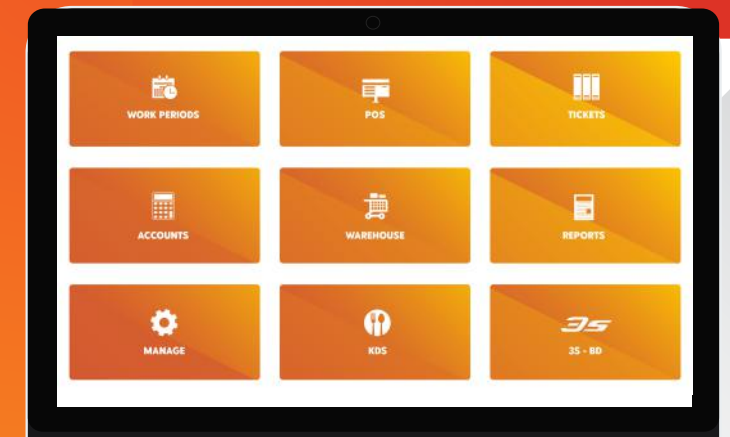 WORK PERIODS
POS
TICKETS
ACCOUNTS
WAREHOUSE
REPORTS
MANAGE
KDS
3s
3S - BD